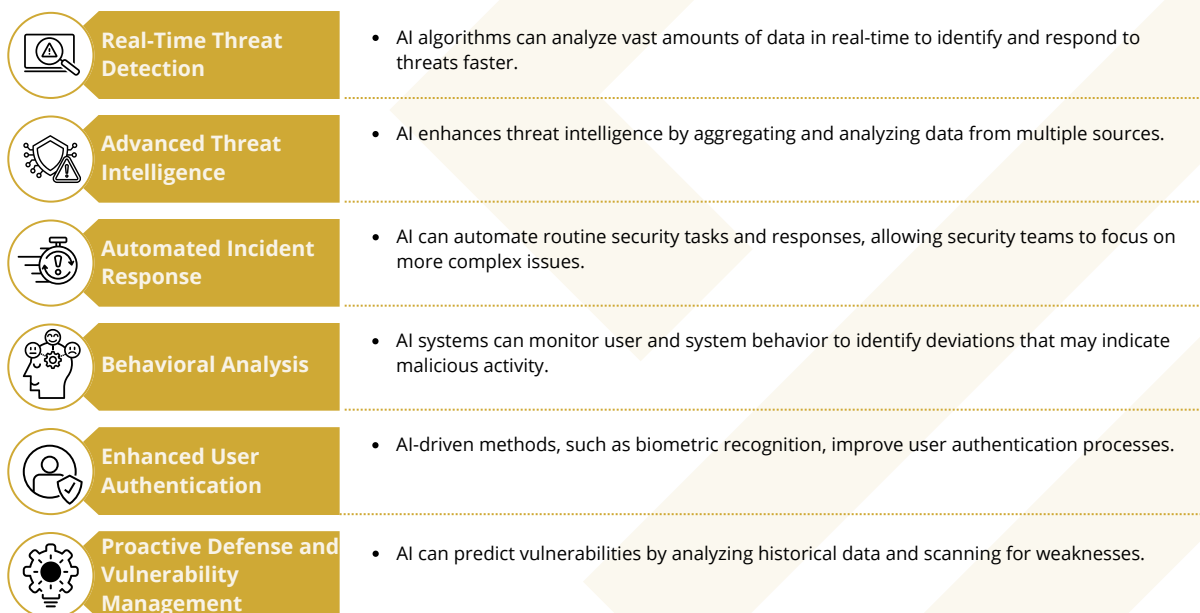 Real-Time Threat
Detection
• AI algorithms can analyze vast amounts of data in real-time to identify and respond to
threats faster.
Advanced Threat
Intelligence
• AI enhances threat intelligence by aggregating and analyzing data from multiple sources.
Automated Incident
Response
• AI can automate routine security tasks and responses, allowing security teams to focus on
more complex issues.
Behavioral Analysis
• AI systems can monitor user and system behavior to identify deviations that may indicate
malicious activity.
Enhanced User
Authentication
• AI-driven methods, such as biometric recognition, improve user authentication processes.
Proactive Defense and
Vulnerability
Management
• AI can predict vulnerabilities by analyzing historical data and scanning for weaknesses.